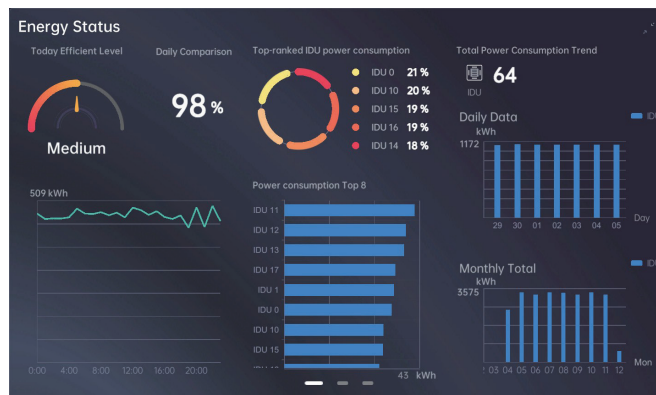 Energy Status
Today Efficient Level
Medium
Daily Comparison
98 %
Top-ranked IDU power consumption
IDU 0 21 %
IDU 10 20 %
IDU 15 19 %
IDU 16 19 %
IDU 14 18 %
Total Power Consumption Trend
64
IDU
Daily Data
kWh
1172
29 30 01 02 03 04 05
Day
509 kWh
0:00 4:00 8:00 12:00 16:00 20:00
Power consumption Top 8
IDU 11
IDU 12
IDU 13
IDU 17
IDU 1
IDU 0
IDU 10
IDU 15
43 kWh
Monthly Total
kWh
3575
03 04 05 06 07 08 09 10 11 12
Mon